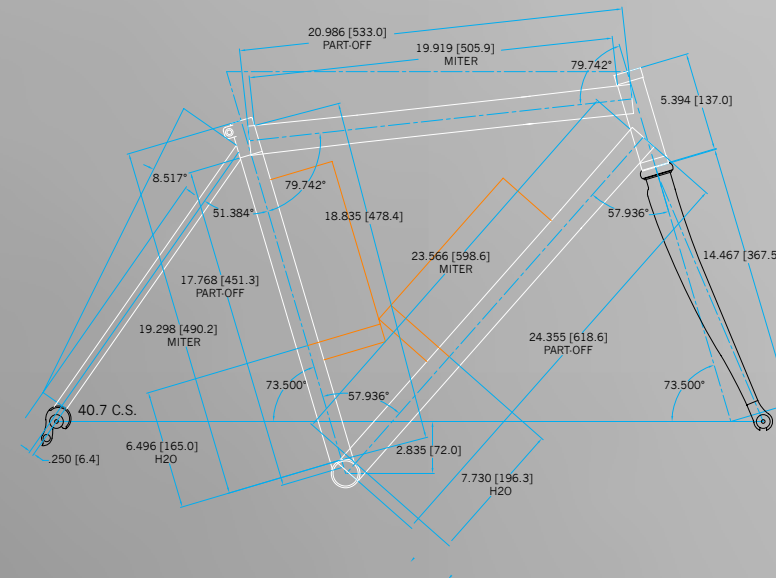 20.986 [533.0]
PART-OFF
19.919 [505.9]
MITER
79.742°
5.394 [137.0]
8.517°
79.742°
51.384°
18.835 [478.4]
57.936°
23.566 [598.6]
MITER
14.467 [367.5
17.768 [451.3]
PART-OFF
19.298 [490.2]
MITER
24.355 [618.6]
PART-OFF
73.500°
57.936°
73.500°
40.7 C.S.
6.496 [165.0]
H2O
2.835 [72.0]
.250 [6.4]
7.730 [196.3]
H2O